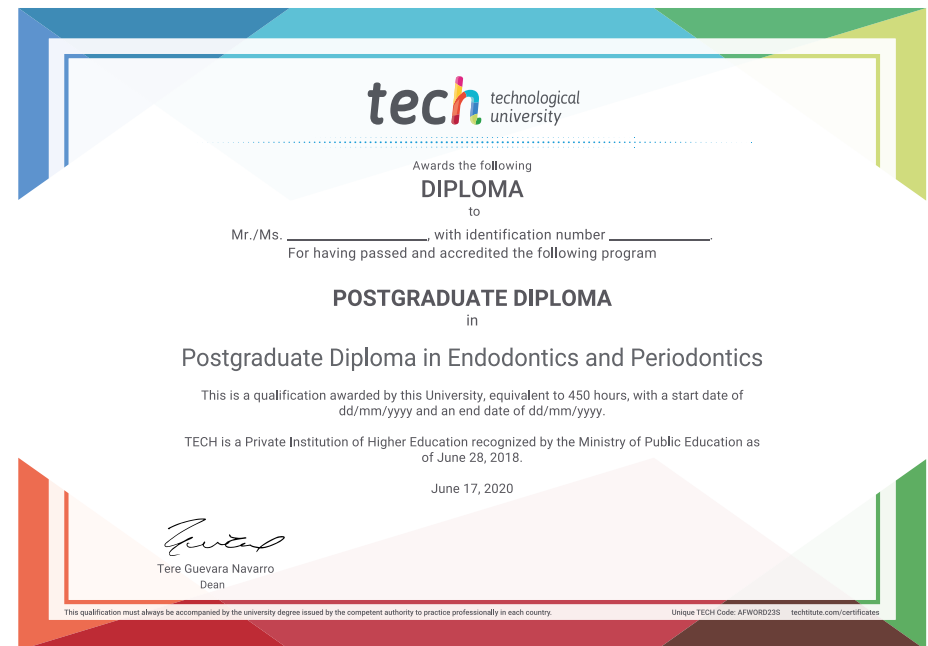 tech technological
university
Awards the following
DIPLOMA
to
Mr./Ms. ____________________, with identification number ______________.
For having passed and accredited the following program
POSTGRADUATE DIPLOMA
in
Postgraduate Diploma in Endodontics and Periodontics
This is a qualification awarded by this University, equivalent to 450 hours, with a start date of
dd/mm/yyyy and an end date of dd/mm/yyyy.
TECH is a Private Institution of Higher Education recognized by the Ministry of Public Education as
of June 28, 2018.
June 17, 2020
Tere Guevara Navarro
Dean
This qualification must always be accompanied by the university degree issued by the competent authority to practice professionally in each country.
Unique TECH Code: AFWORD23S techtitute.com/certificates